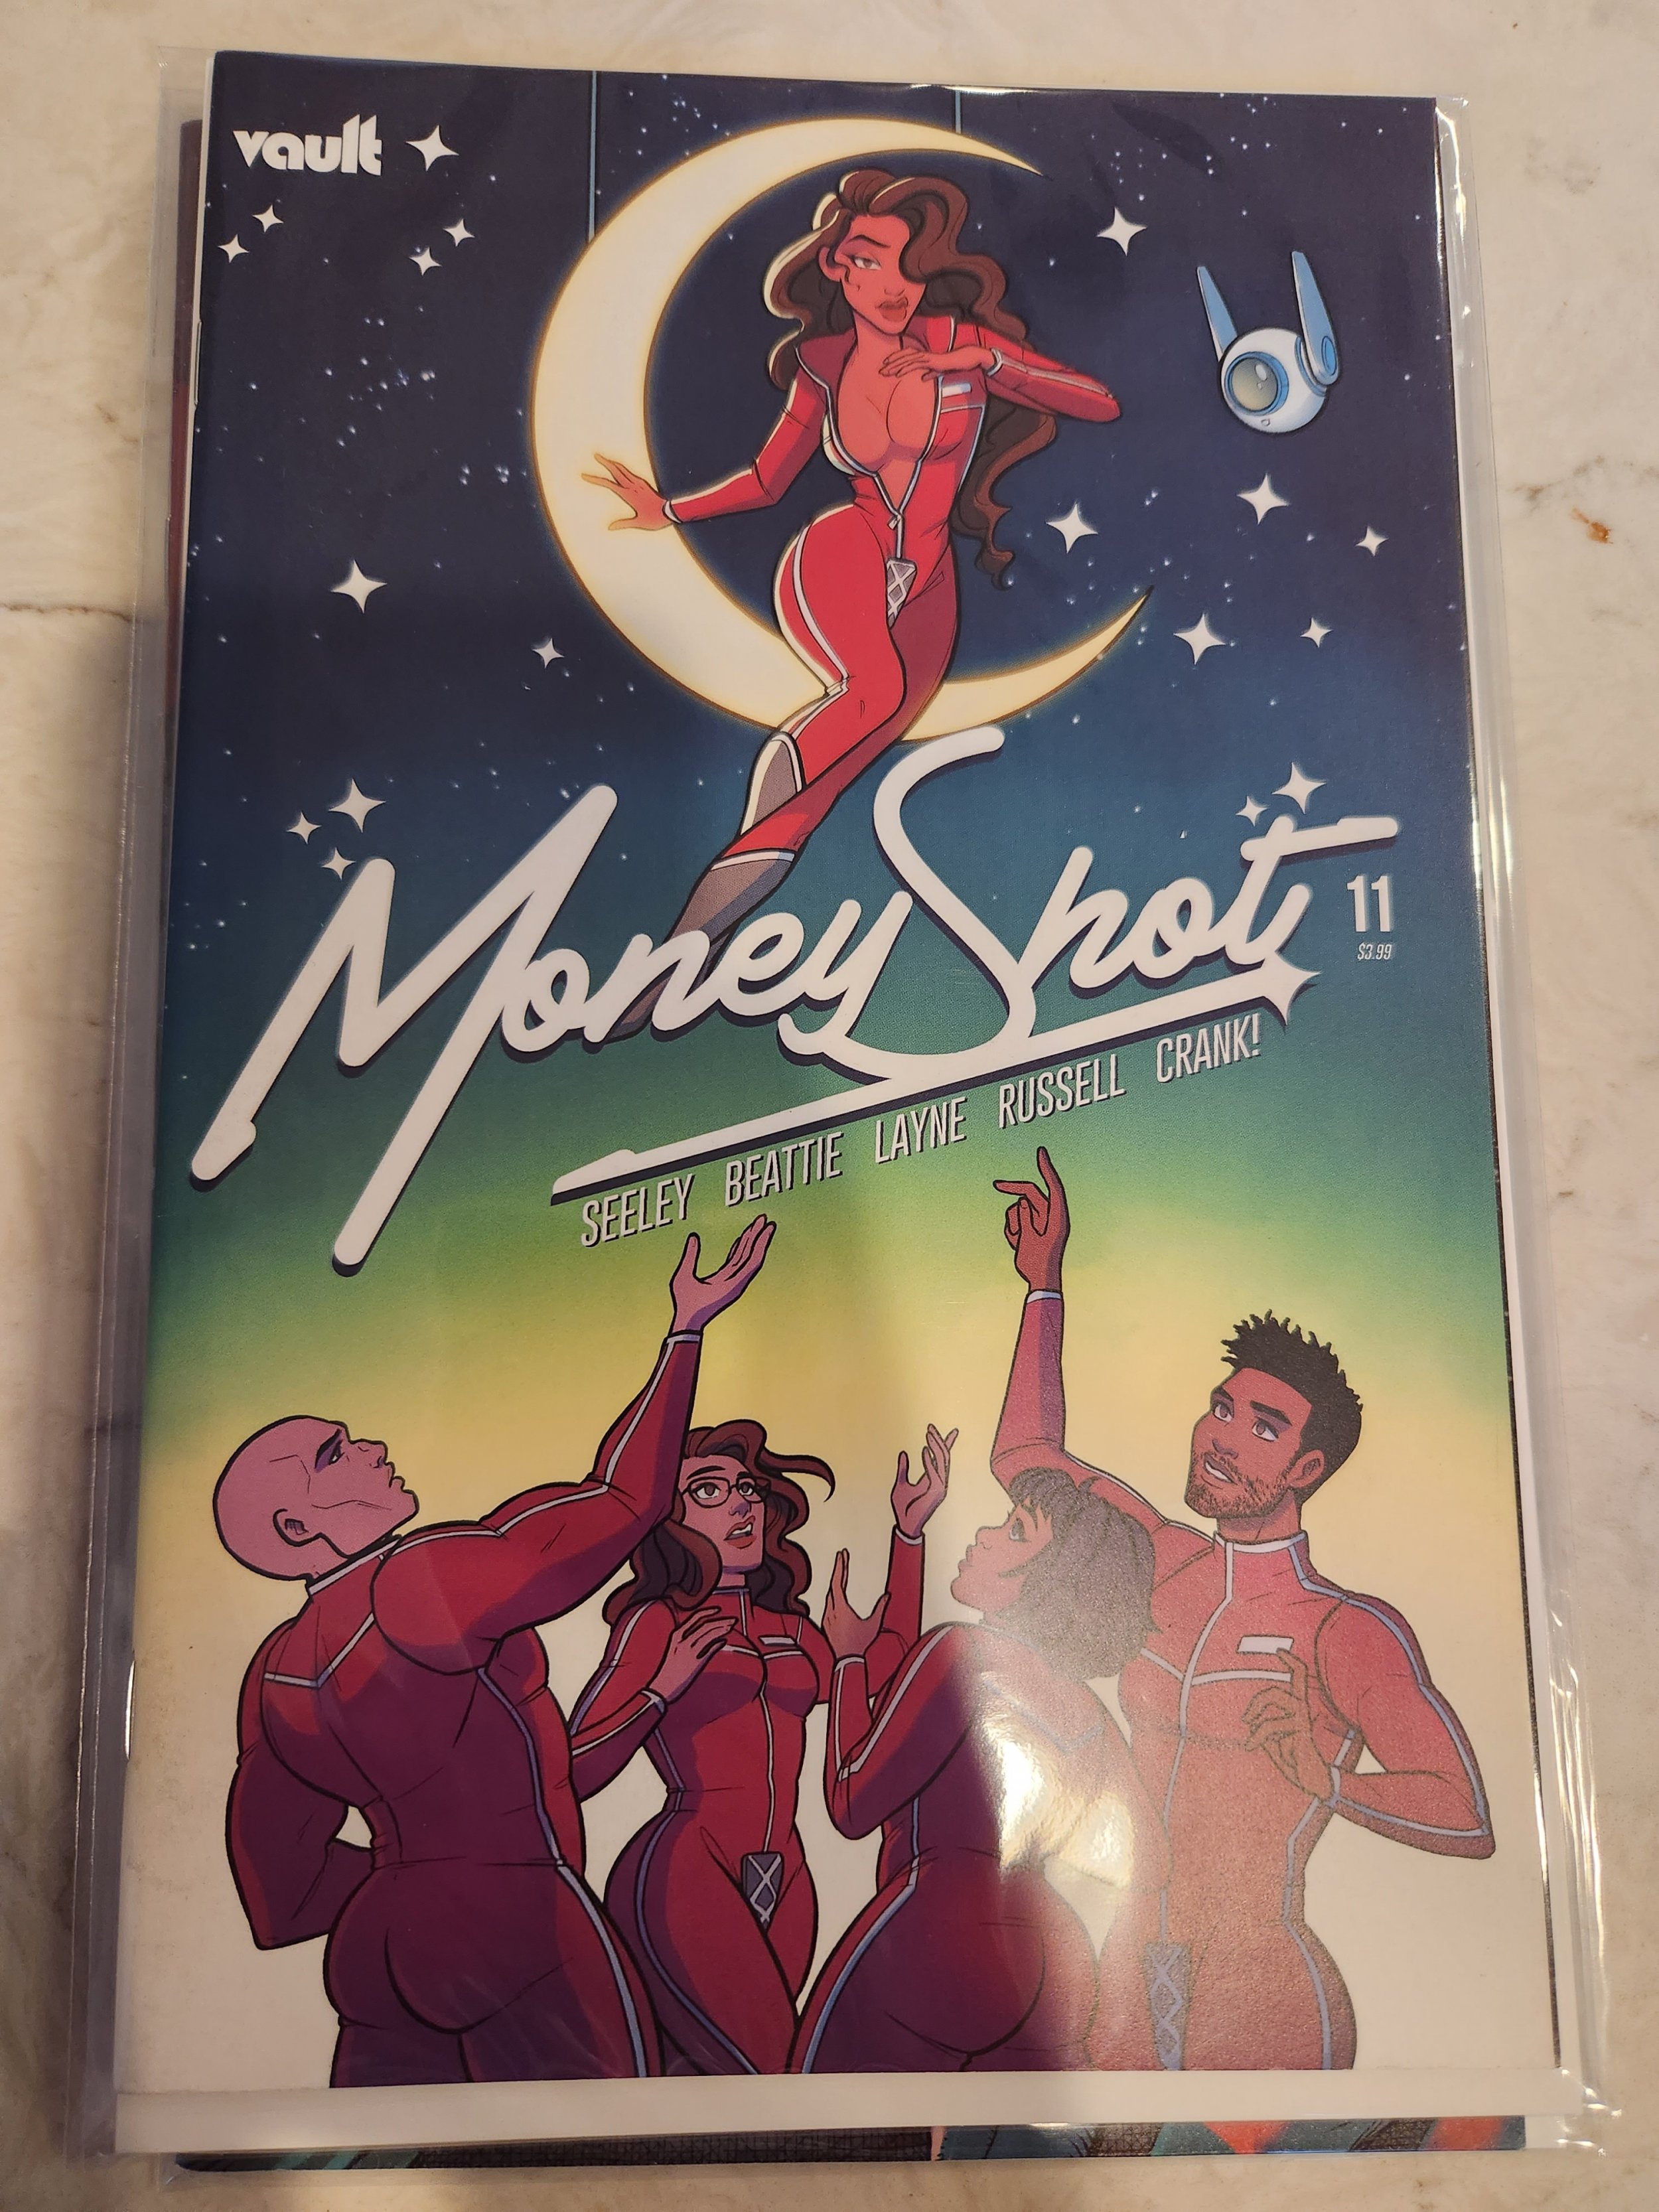 vault
Money Shot
11
$3.99
SEELEY BEATTIE LAYNE RUSSELL CRANK!